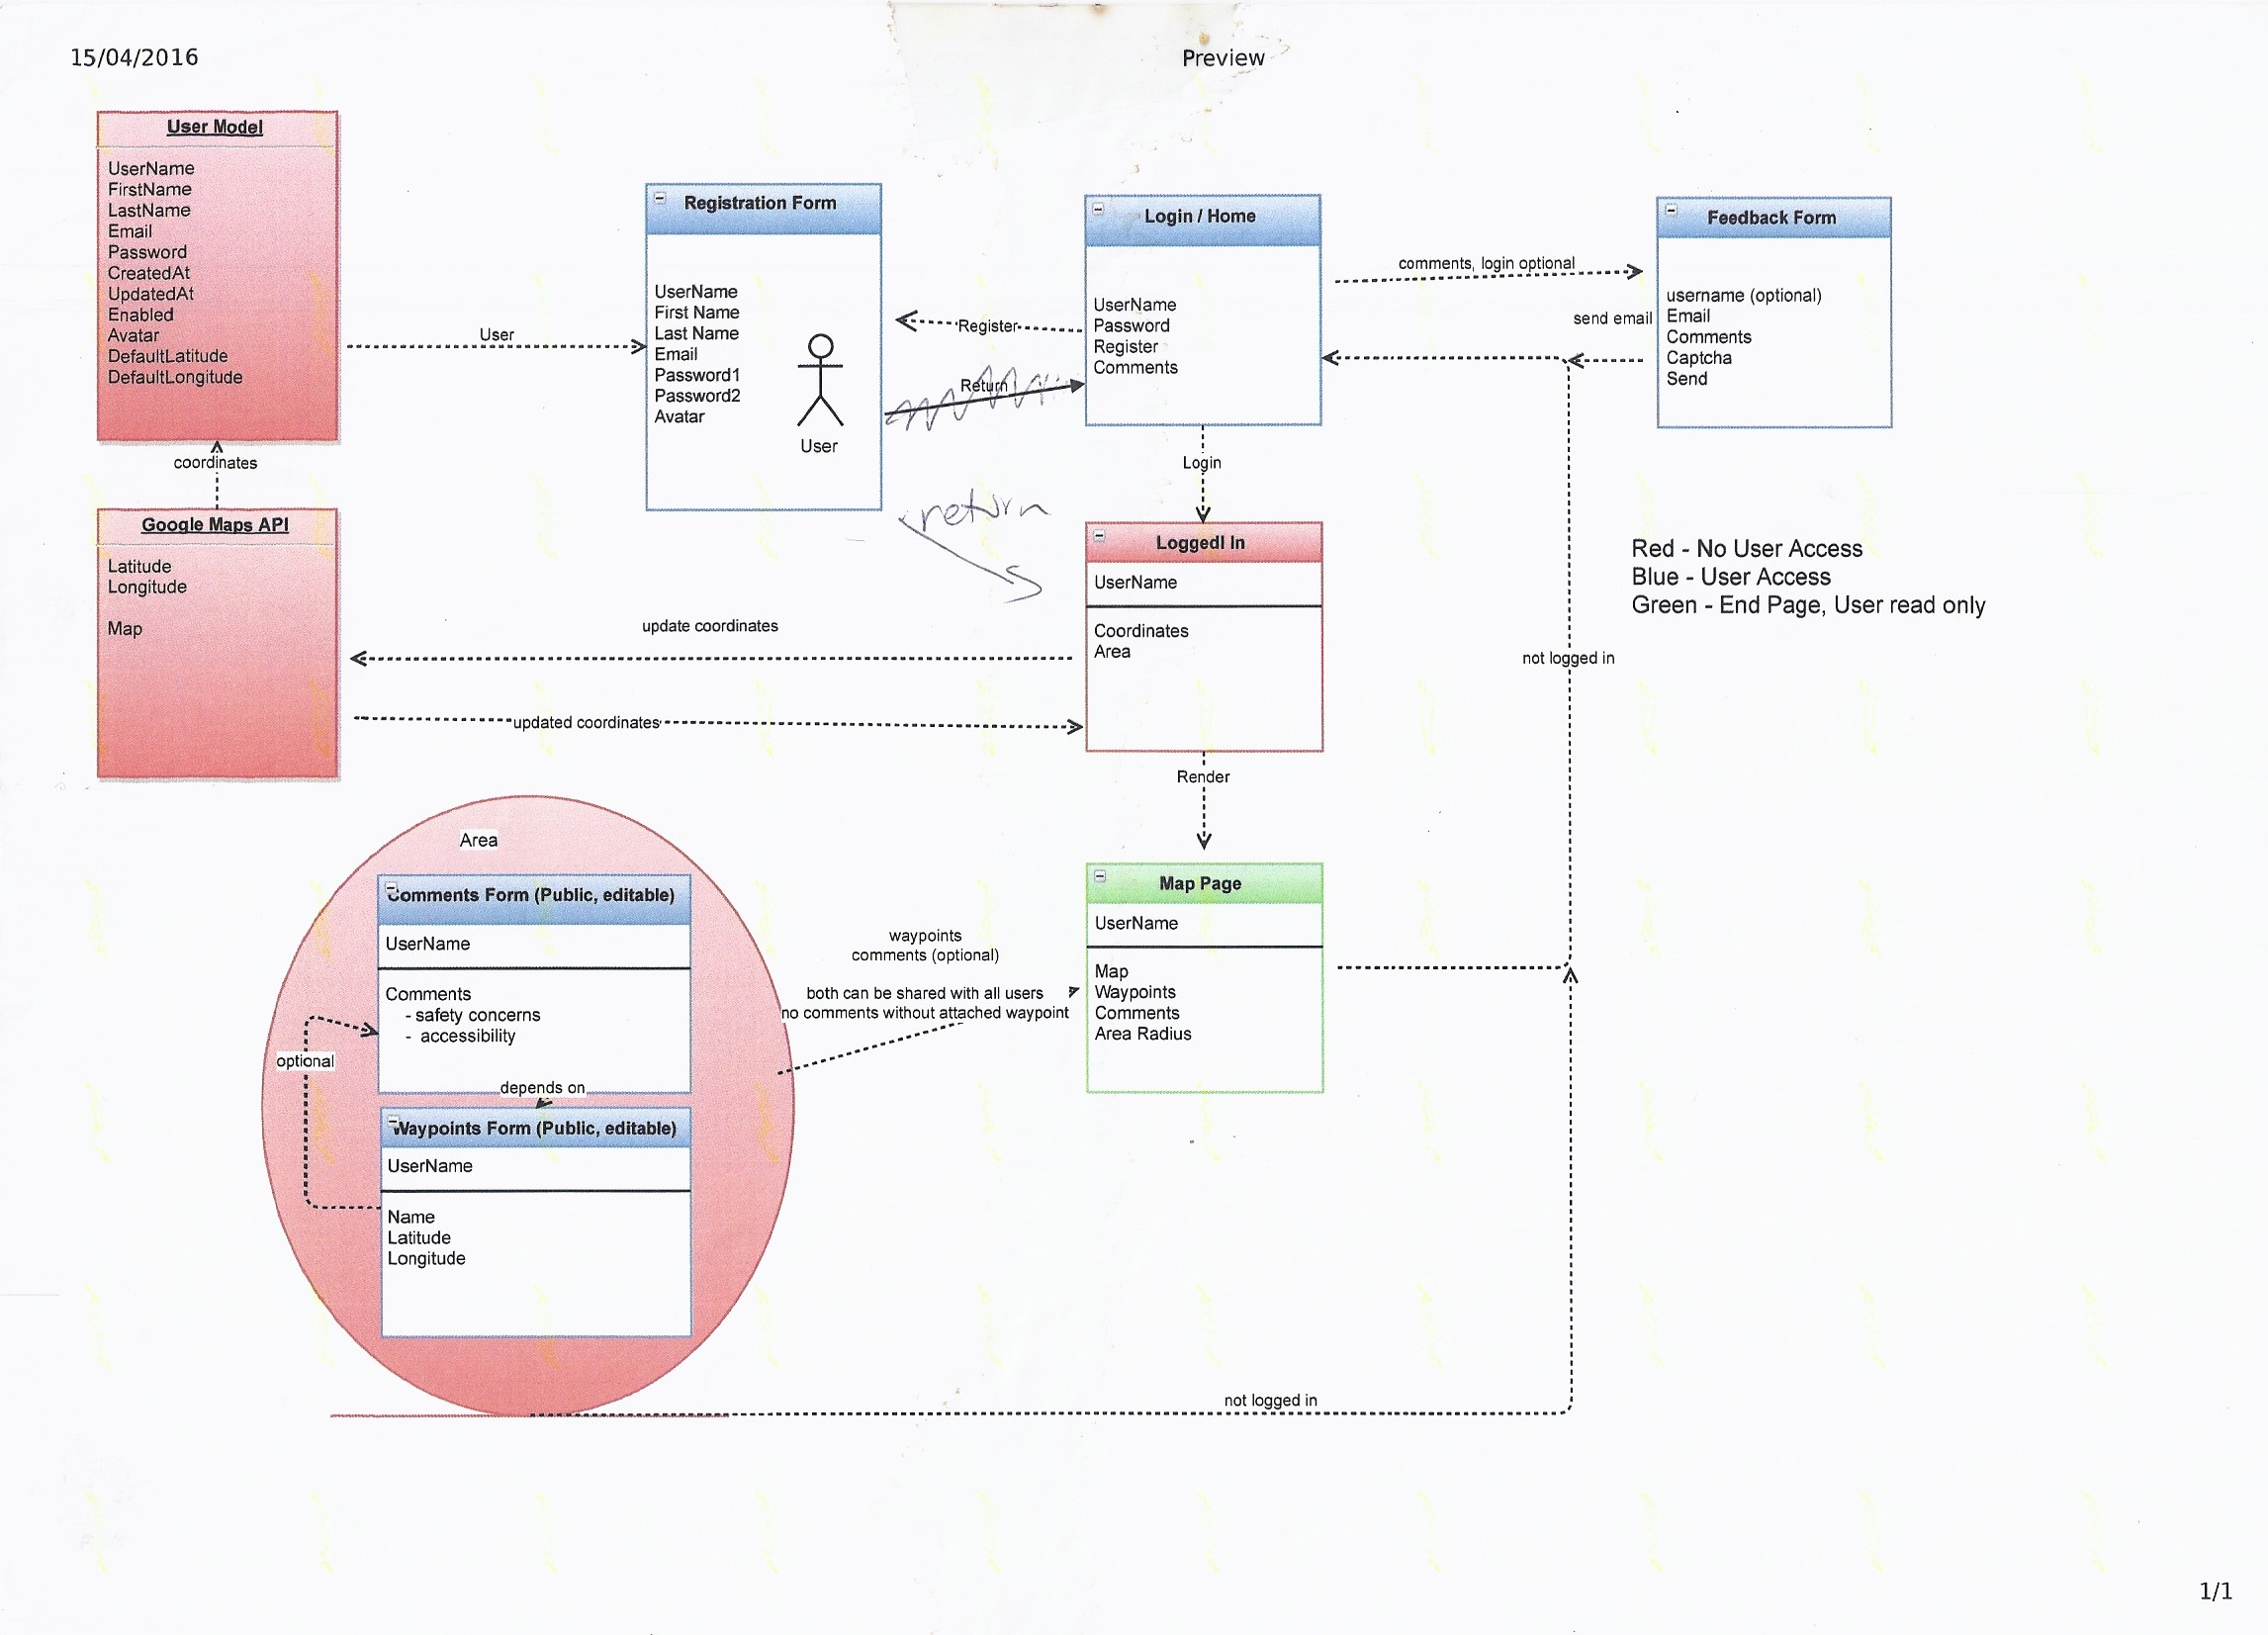 15/04/2016
Preview
User Model
UserName
FirstName
LastName
Email
Password
CreatedAt
UpdatedAt
Enabled
Avatar
DefaultLatitude
DefaultLongitude
coordinates
Google Maps API
Latitude
Longitude
Map
User
Registration Form
UserName
First Name
Last Name
Email
Password1
Password2
Avatar
User
Register
Return
return
Login / Home
UserName
Password
Register
Comments
comments, login optional
send email
Feedback Form
username (optional)
Email
Comments
Captcha
Send
Login
LoggedI In
UserName
Coordinates
Area
update coordinates
updated coordinates
Red - No User Access
Blue - User Access
Green - End Page, User read only
not logged in
Render
Area
Comments Form (Public, editable)
UserName
Comments
- safety concerns
- accessibility
optional
depends on
Waypoints Form (Public, editable)
UserName
Name
Latitude
Longitude
waypoints
comments (optional)
both can be shared with all users
no comments without attached waypoint
Map Page
UserName
Map
Waypoints
Comments
Area Radius
not logged in
1/1